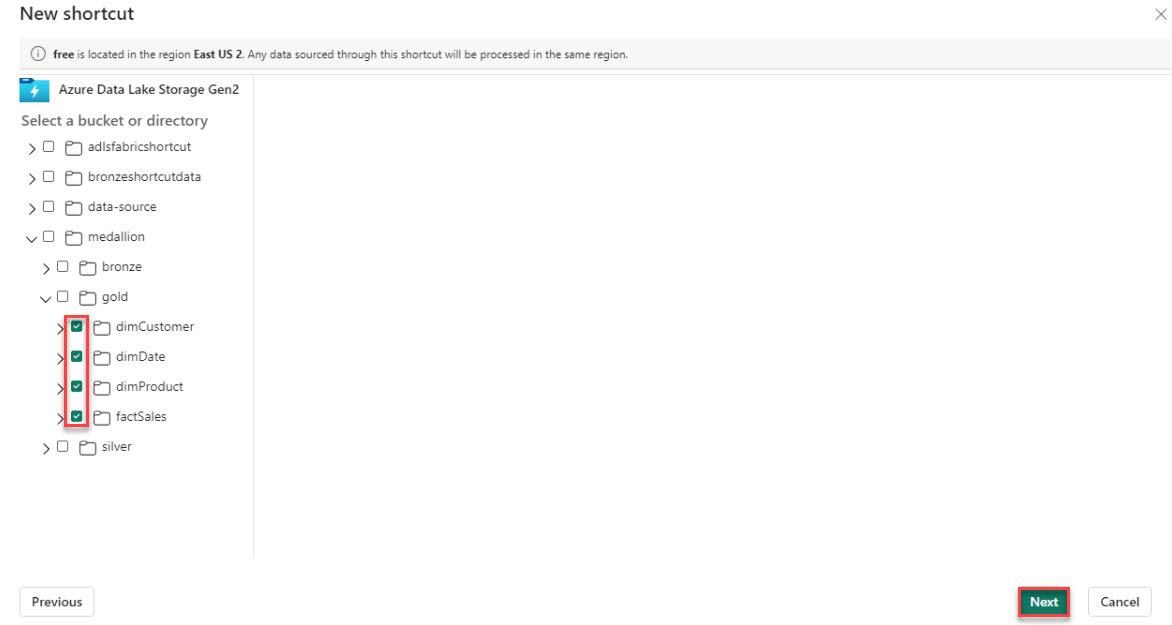 New shortcut
free is located in the region East US 2. Any data sourced through this shortcut will be processed in the same region.
Azure Data Lake Storage Gen2
Select a bucket or directory
adlsfabricshortcut
bronzeshortcutdata
data-source
medallion
bronze
gold
dimCustomer
dimDate
dimProduct
factSales
silver
Previous
Next
Cancel